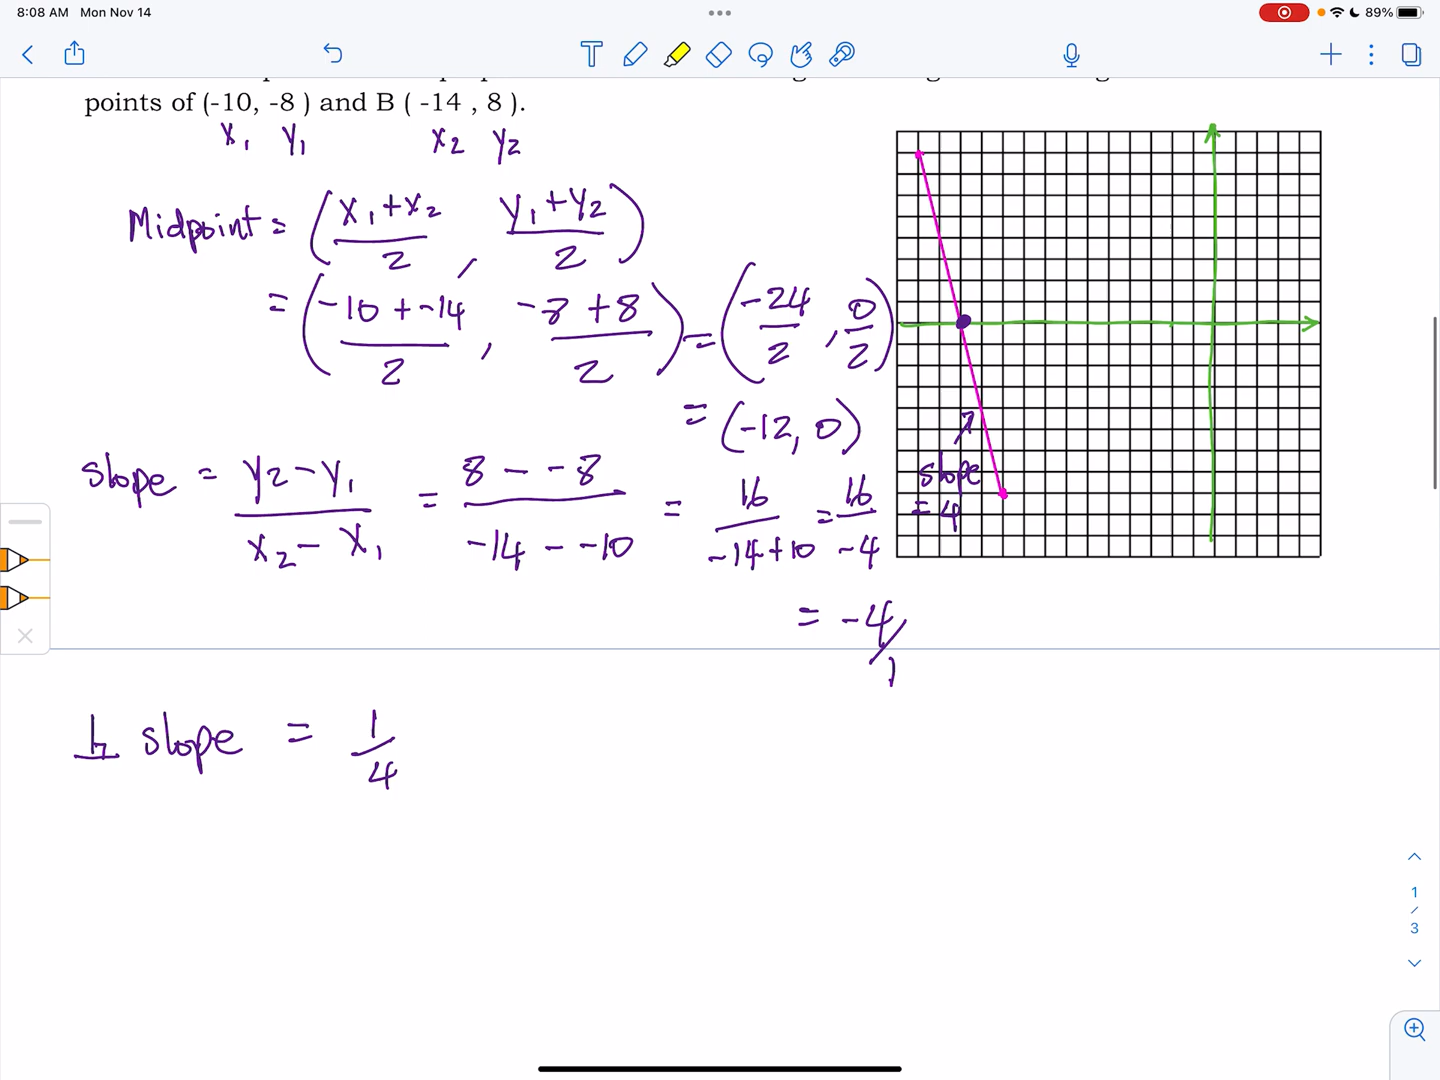 8:08 AM Mon Nov 14
89%
points of (-10, -8 ) and B ( -14 , 8 ).
x₁ y₁ x₂ y₂
Midpoint = ( x₁+x₂ / 2 , y₁+y₂ / 2 )
= ( -10 + -14 / 2 , -8 + 8 / 2 ) = ( -24 / 2 , 0 / 2 )
= (-12, 0)
slope = y₂ - y₁ / x₂ - x₁ = 8 - -8 / -14 - -10 = 16 / -14+10 = 16 / -4
= -4/1
slope
= 4
⊥ slope = 1/4
1
/
3